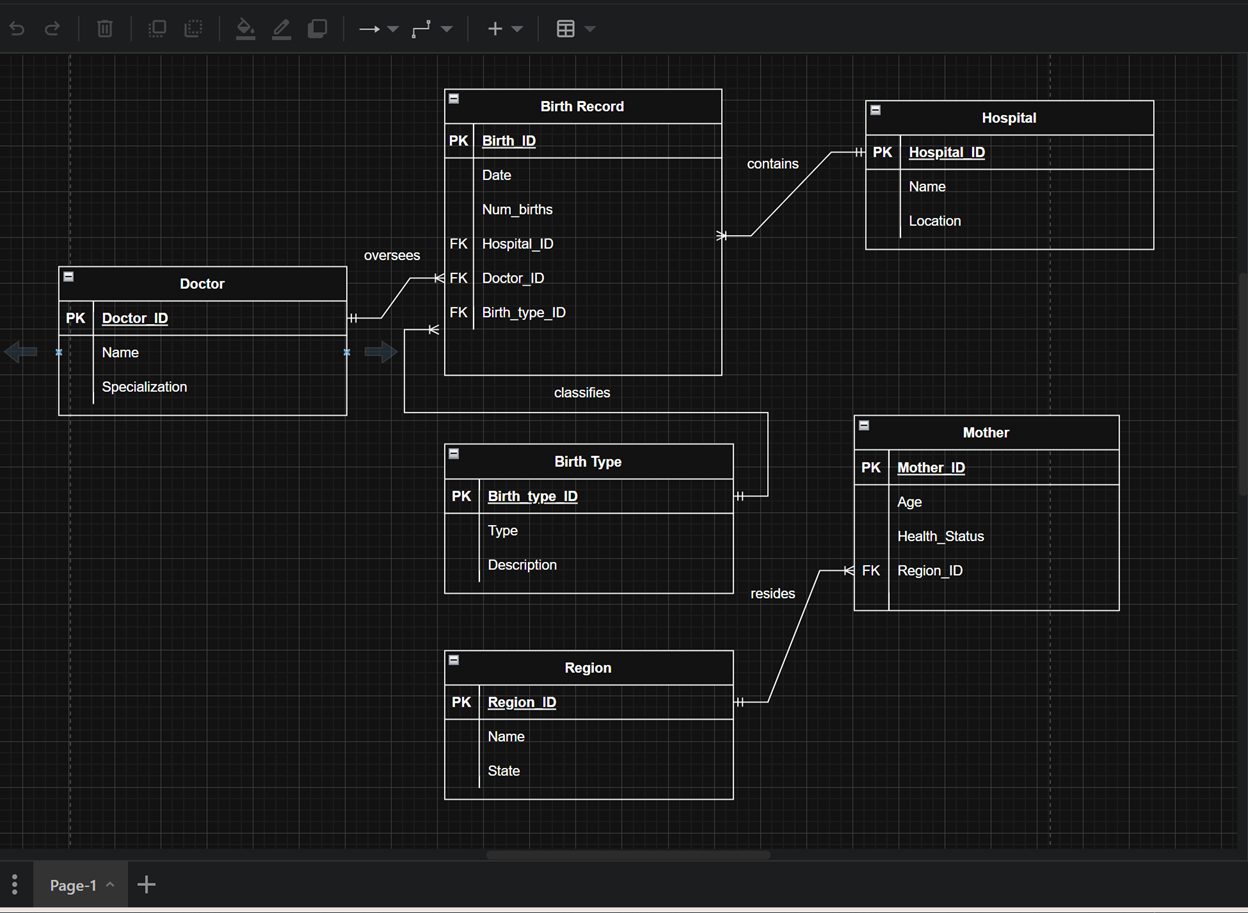 Birth Record
PK Birth_ID
Date
Num_births
FK Hospital_ID
FK Doctor_ID
FK Birth_type_ID
Hospital
PK Hospital_ID
Name
Location
contains
oversees
Doctor
PK Doctor_ID
Name
Specialization
classifies
Birth Type
PK Birth_type_ID
Type
Description
Mother
PK Mother_ID
Age
Health_Status
FK Region_ID
resides
Region
PK Region_ID
Name
State
Page-1